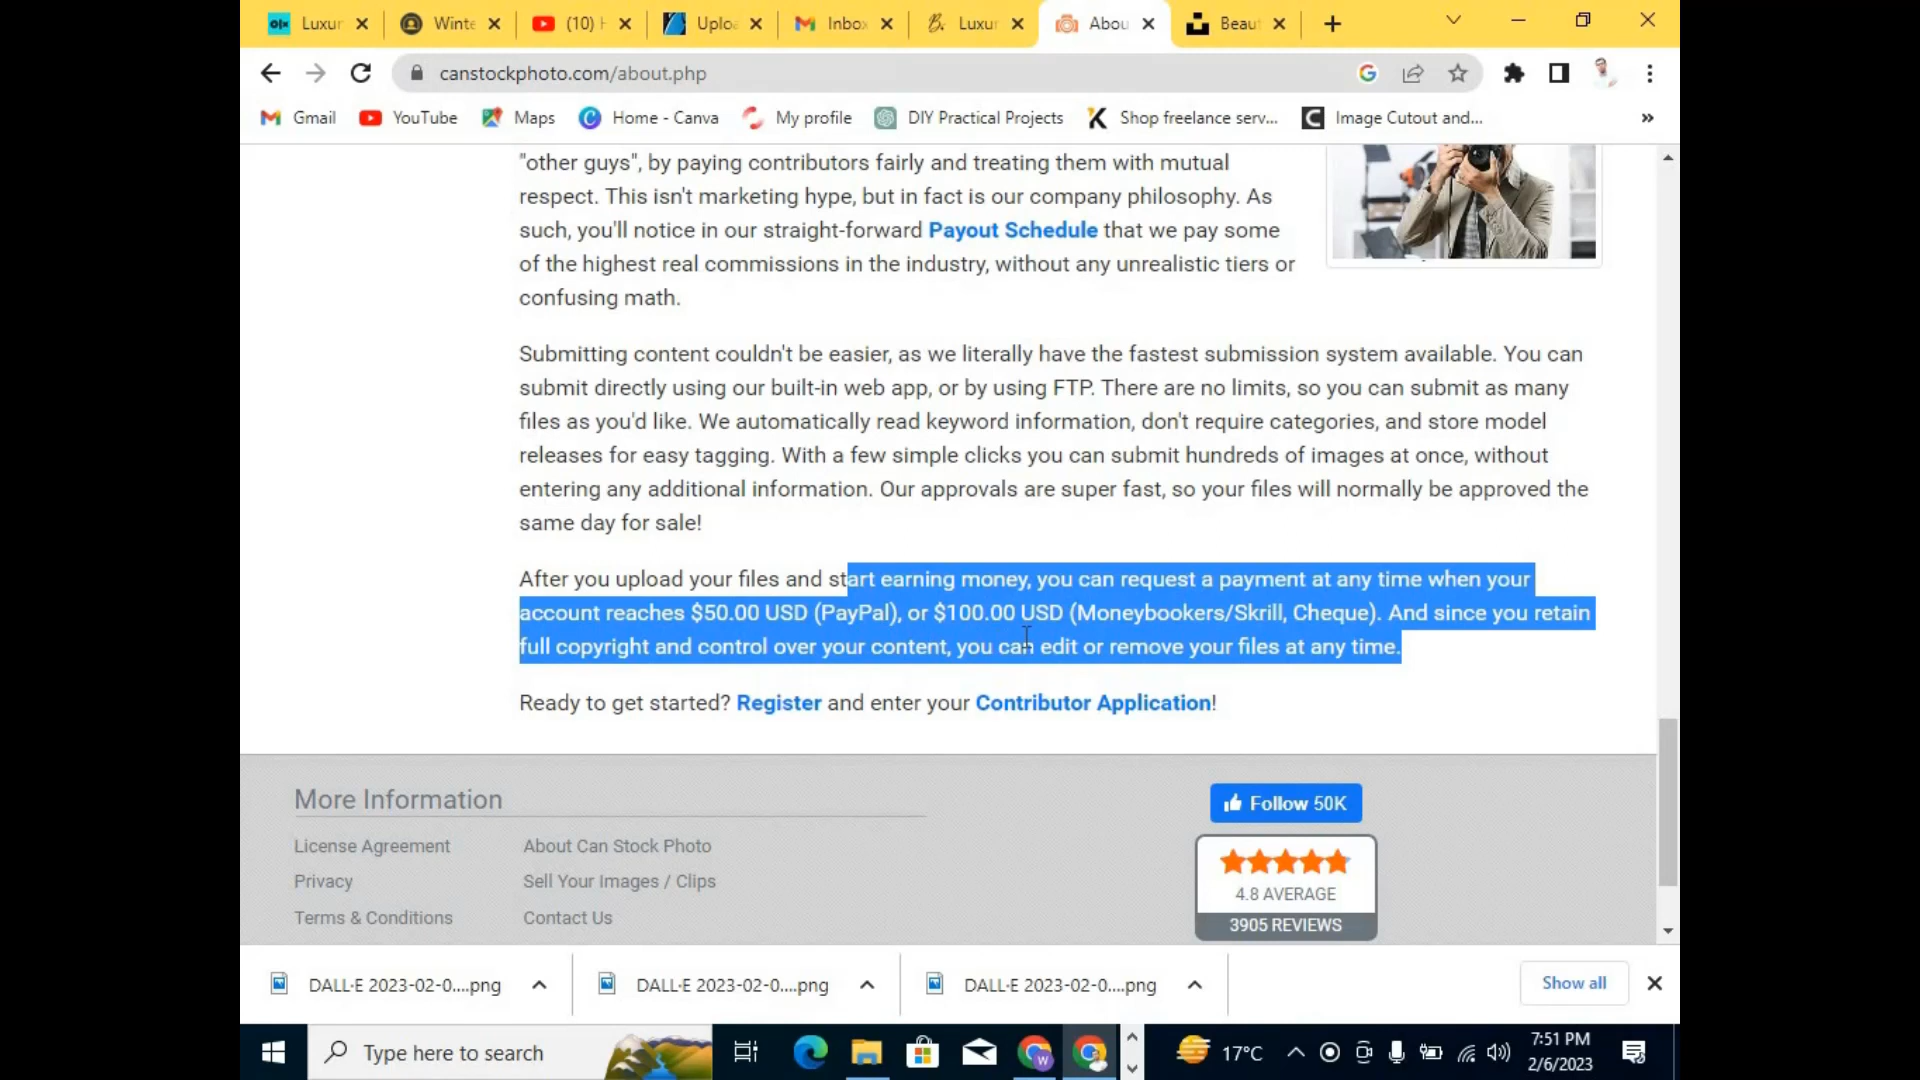 Luxur
Winte
(10) H
Uplo
Inbox
Luxur
Abou
Beau
canstockphoto.com/about.php
Gmail
YouTube
Maps
Home - Canva
My profile
DIY Practical Projects
Shop freelance serv...
Image Cutout and...
»
"other guys", by paying contributors fairly and treating them with mutual
respect. This isn't marketing hype, but in fact is our company philosophy. As
such, you'll notice in our straight-forward Payout Schedule that we pay some
of the highest real commissions in the industry, without any unrealistic tiers or
confusing math.
Submitting content couldn't be easier, as we literally have the fastest submission system available. You can
submit directly using our built-in web app, or by using FTP. There are no limits, so you can submit as many
files as you'd like. We automatically read keyword information, don't require categories, and store model
releases for easy tagging. With a few simple clicks you can submit hundreds of images at once, without
entering any additional information. Our approvals are super fast, so your files will normally be approved the
same day for sale!
After you upload your files and start earning money, you can request a payment at any time when your
account reaches $50.00 USD (PayPal), or $100.00 USD (Moneybookers/Skrill, Cheque). And since you retain
full copyright and control over your content, you can edit or remove your files at any time.
Ready to get started? Register and enter your Contributor Application!
More Information
License Agreement
About Can Stock Photo
Privacy
Sell Your Images / Clips
Terms & Conditions
Contact Us
Follow 50K
4.8 AVERAGE
3905 REVIEWS
DALL·E 2023-02-0....png
DALL·E 2023-02-0....png
DALL·E 2023-02-0....png
Show all
Type here to search
17°C
7:51 PM
2/6/2023